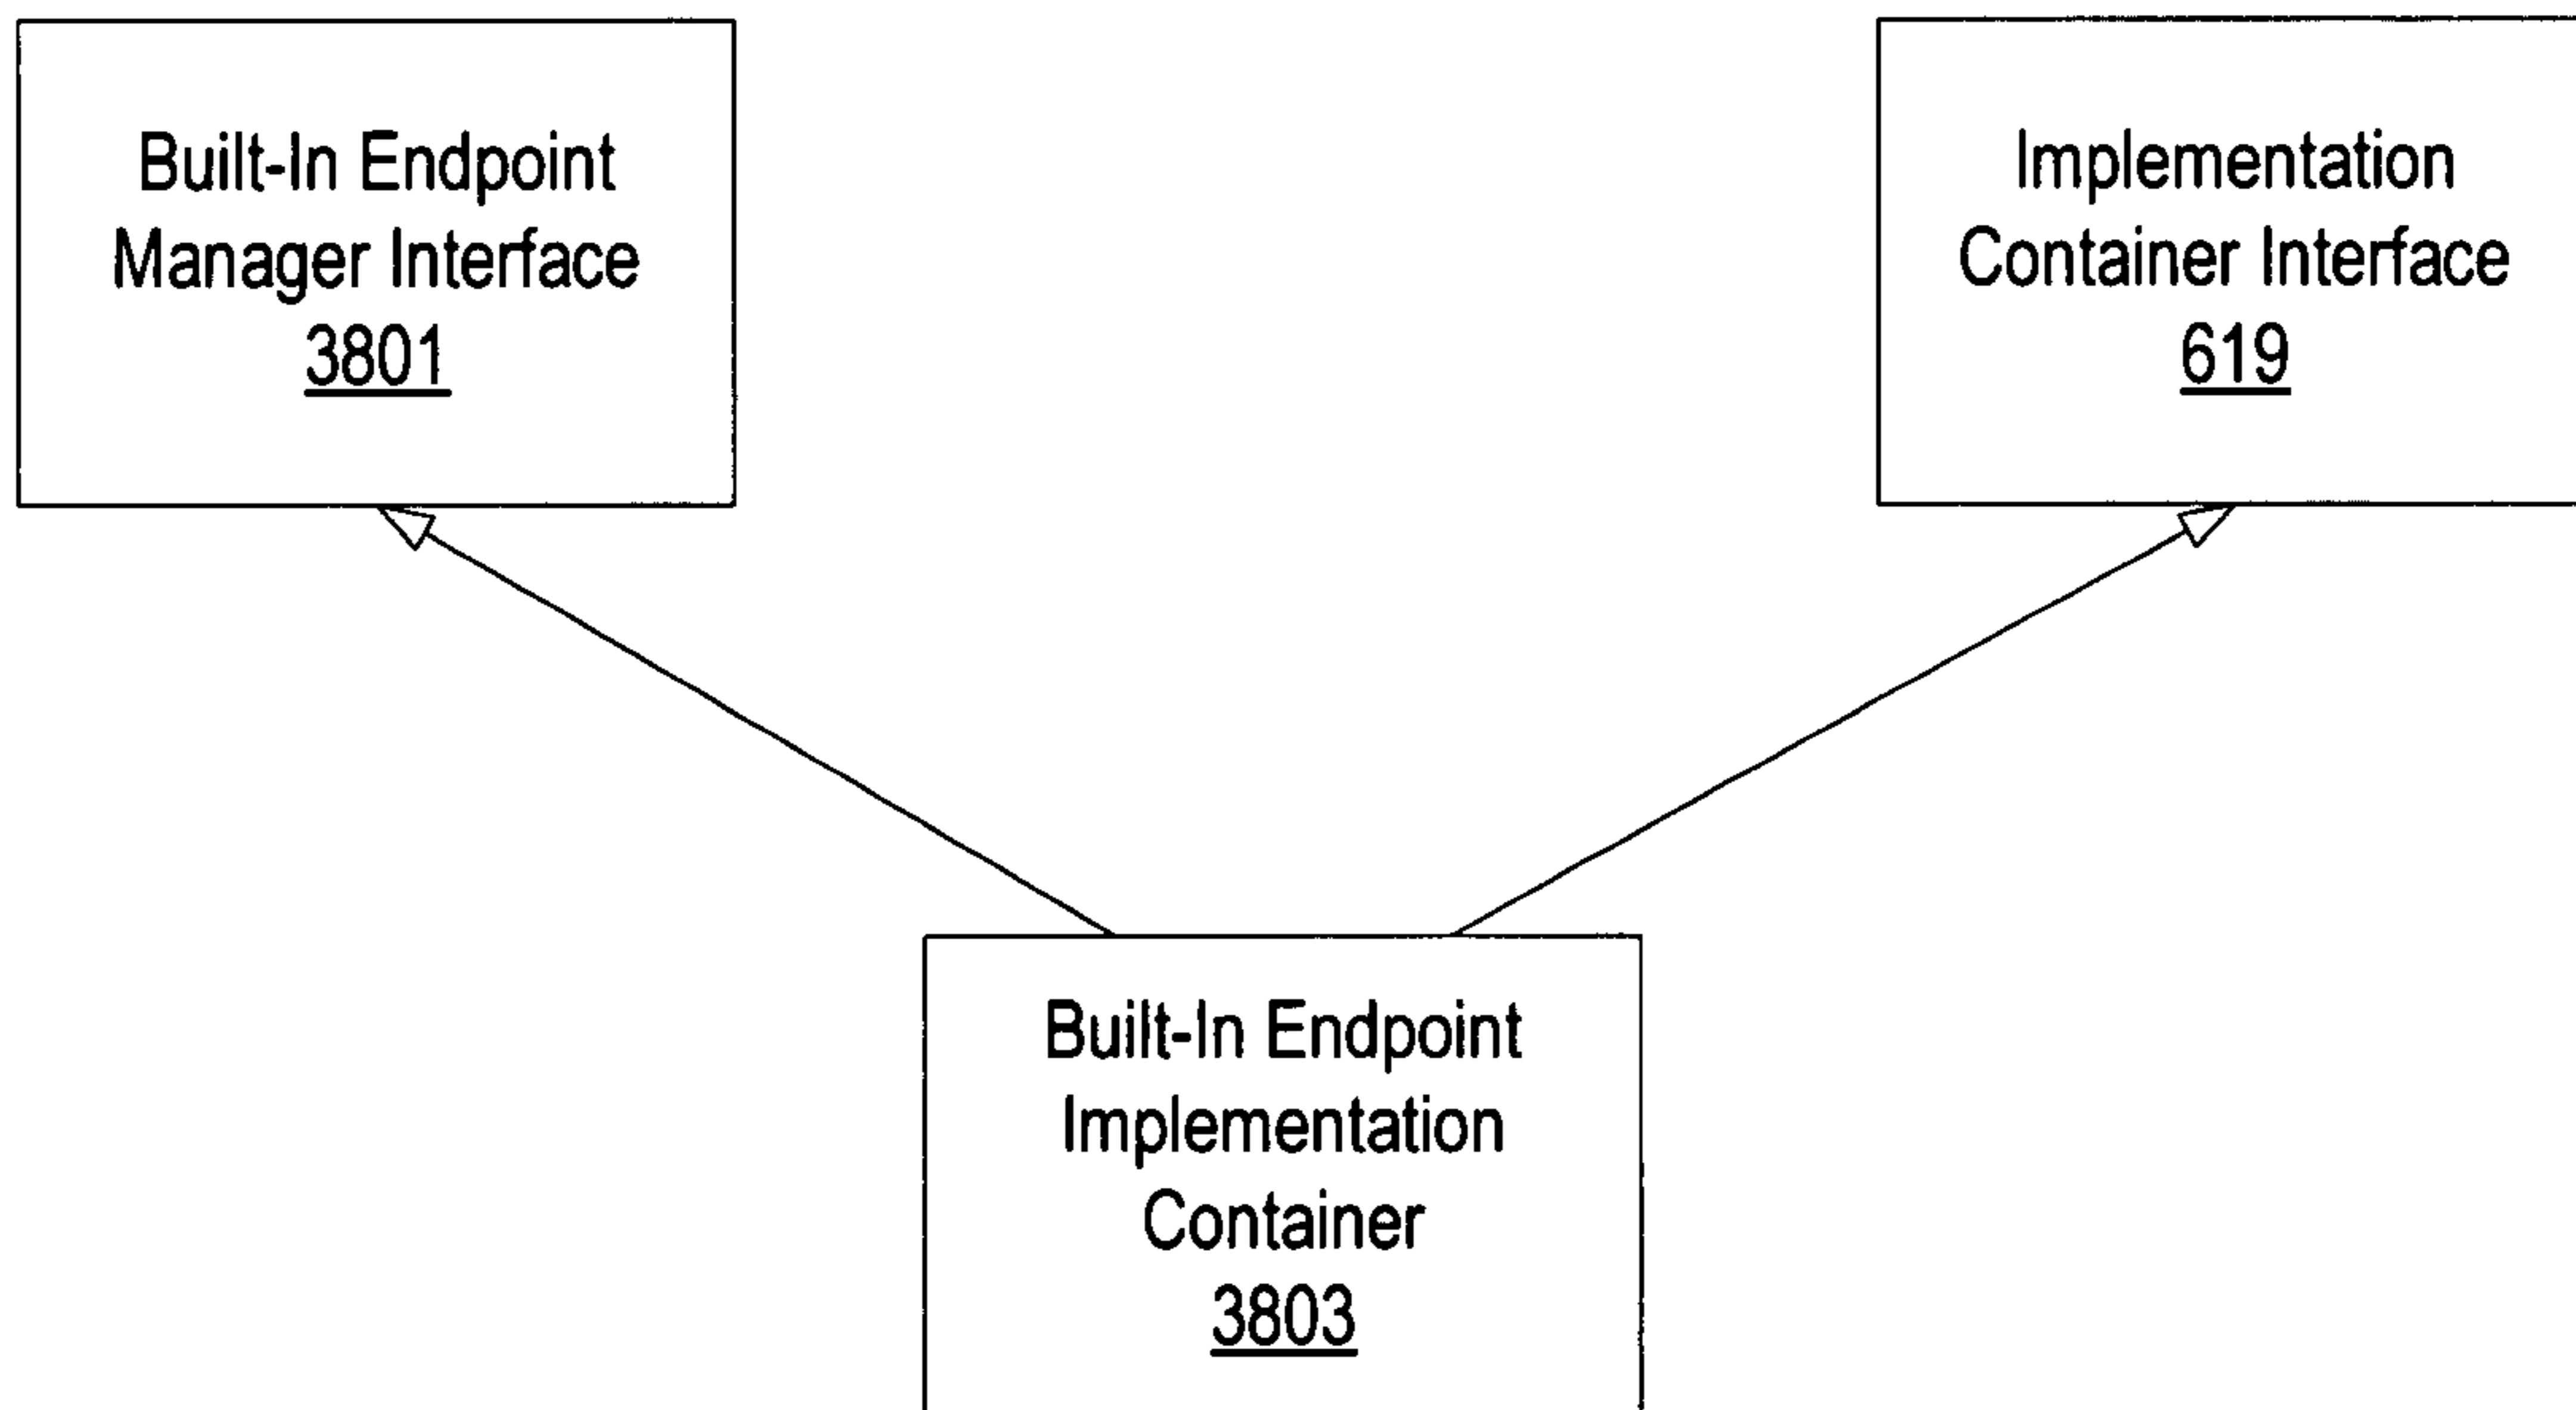 Built-In Endpoint
Manager Interface
3801
Implementation
Container Interface
619
Built-In Endpoint
Implementation
Container
3803